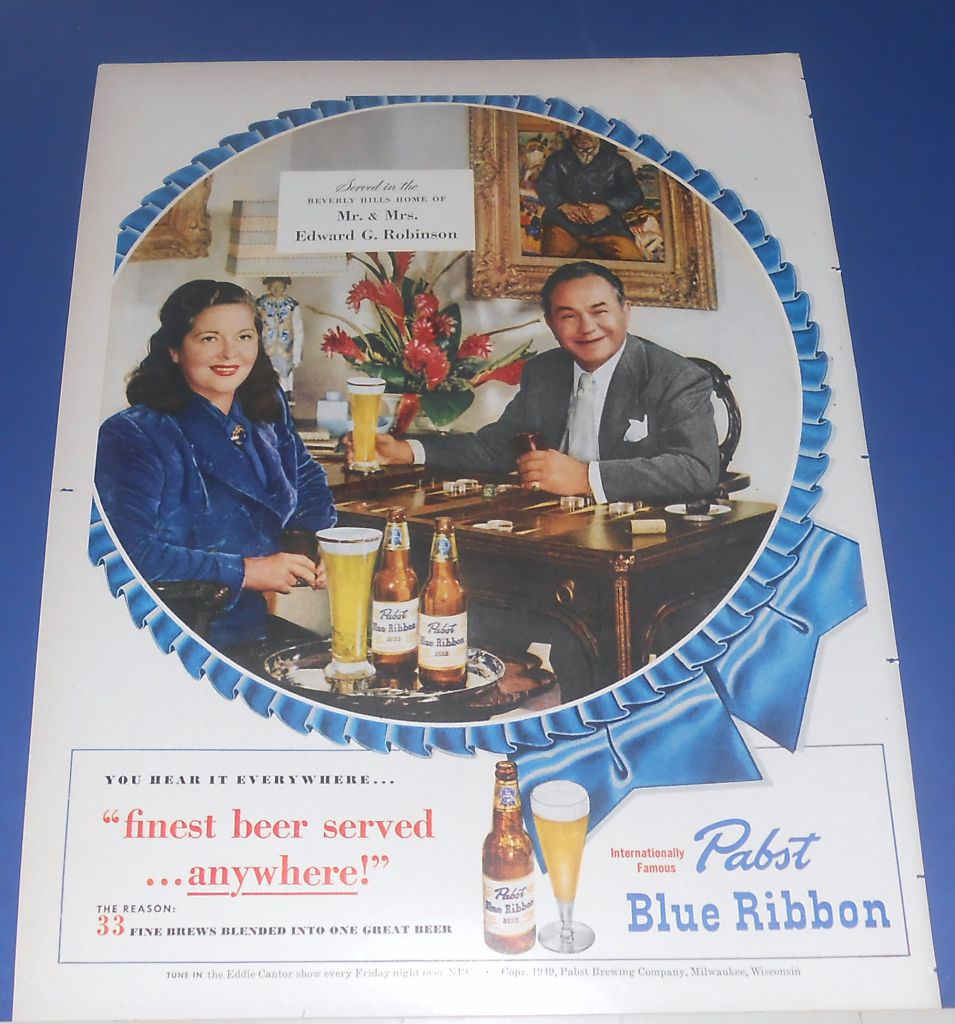 Served in the
BEVERLY HILLS HOME OF
Mr. & Mrs.
Edward G. Robinson
Pabst
Blue Ribbon
BEER
Pabst
Blue Ribbon
BEER
YOU HEAR IT EVERYWHERE...
“finest beer served
...anywhere!”
THE REASON:
33 FINE BREWS BLENDED INTO ONE GREAT BEER
Pabst
Blue Ribbon
BEER
Internationally
Famous
Pabst
Blue Ribbon
TUNE IN the Eddie Cantor show every Friday night over NBC • Copr. 1949, Pabst Brewing Company, Milwaukee, Wisconsin